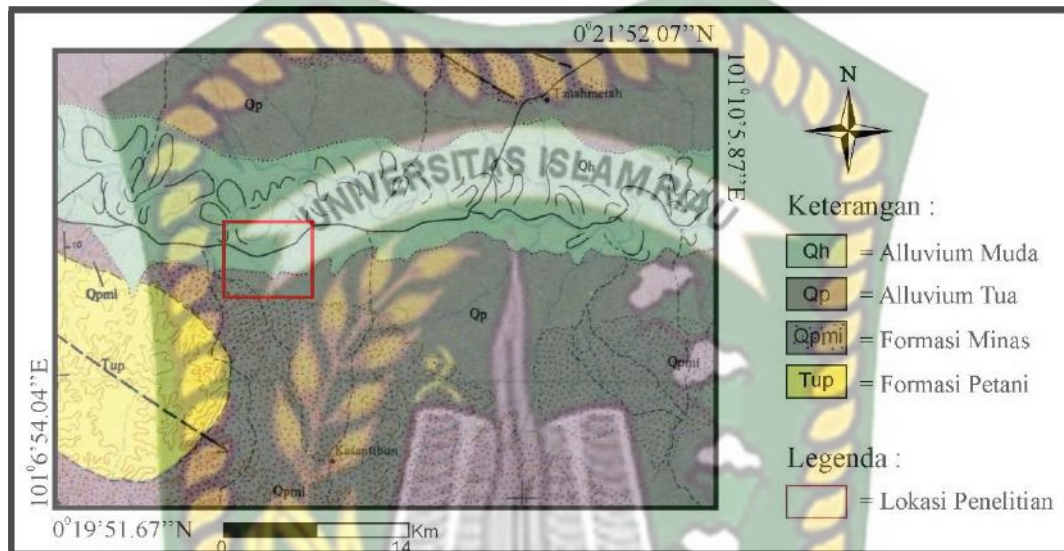 0°21'52.07"N
101°10'5.87"E
N
Qp
Tanahmerah
Qh
UNIVERSITAS ISLAM RIAU
10
Qpmi
Qp
Qpmi
Tup
Kasantibun
Qpmi
101°6'54.04"E
0°19'51.67"N
0
14
Km
Keterangan :
Qh = Alluvium Muda
Qp = Alluvium Tua
Qpmi = Formasi Minas
Tup = Formasi Petani
Legenda :
= Lokasi Penelitian